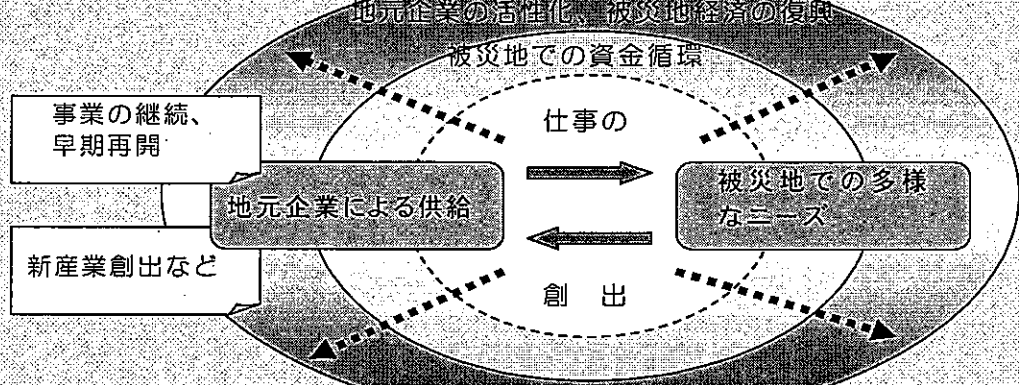 地元企業の活性化、被災地経済の復興
被災地での資金循環
事業の継続、
早期再開
仕事の
地元企業による供給
被災地での多様
なニーズ
新産業創出など
創 出